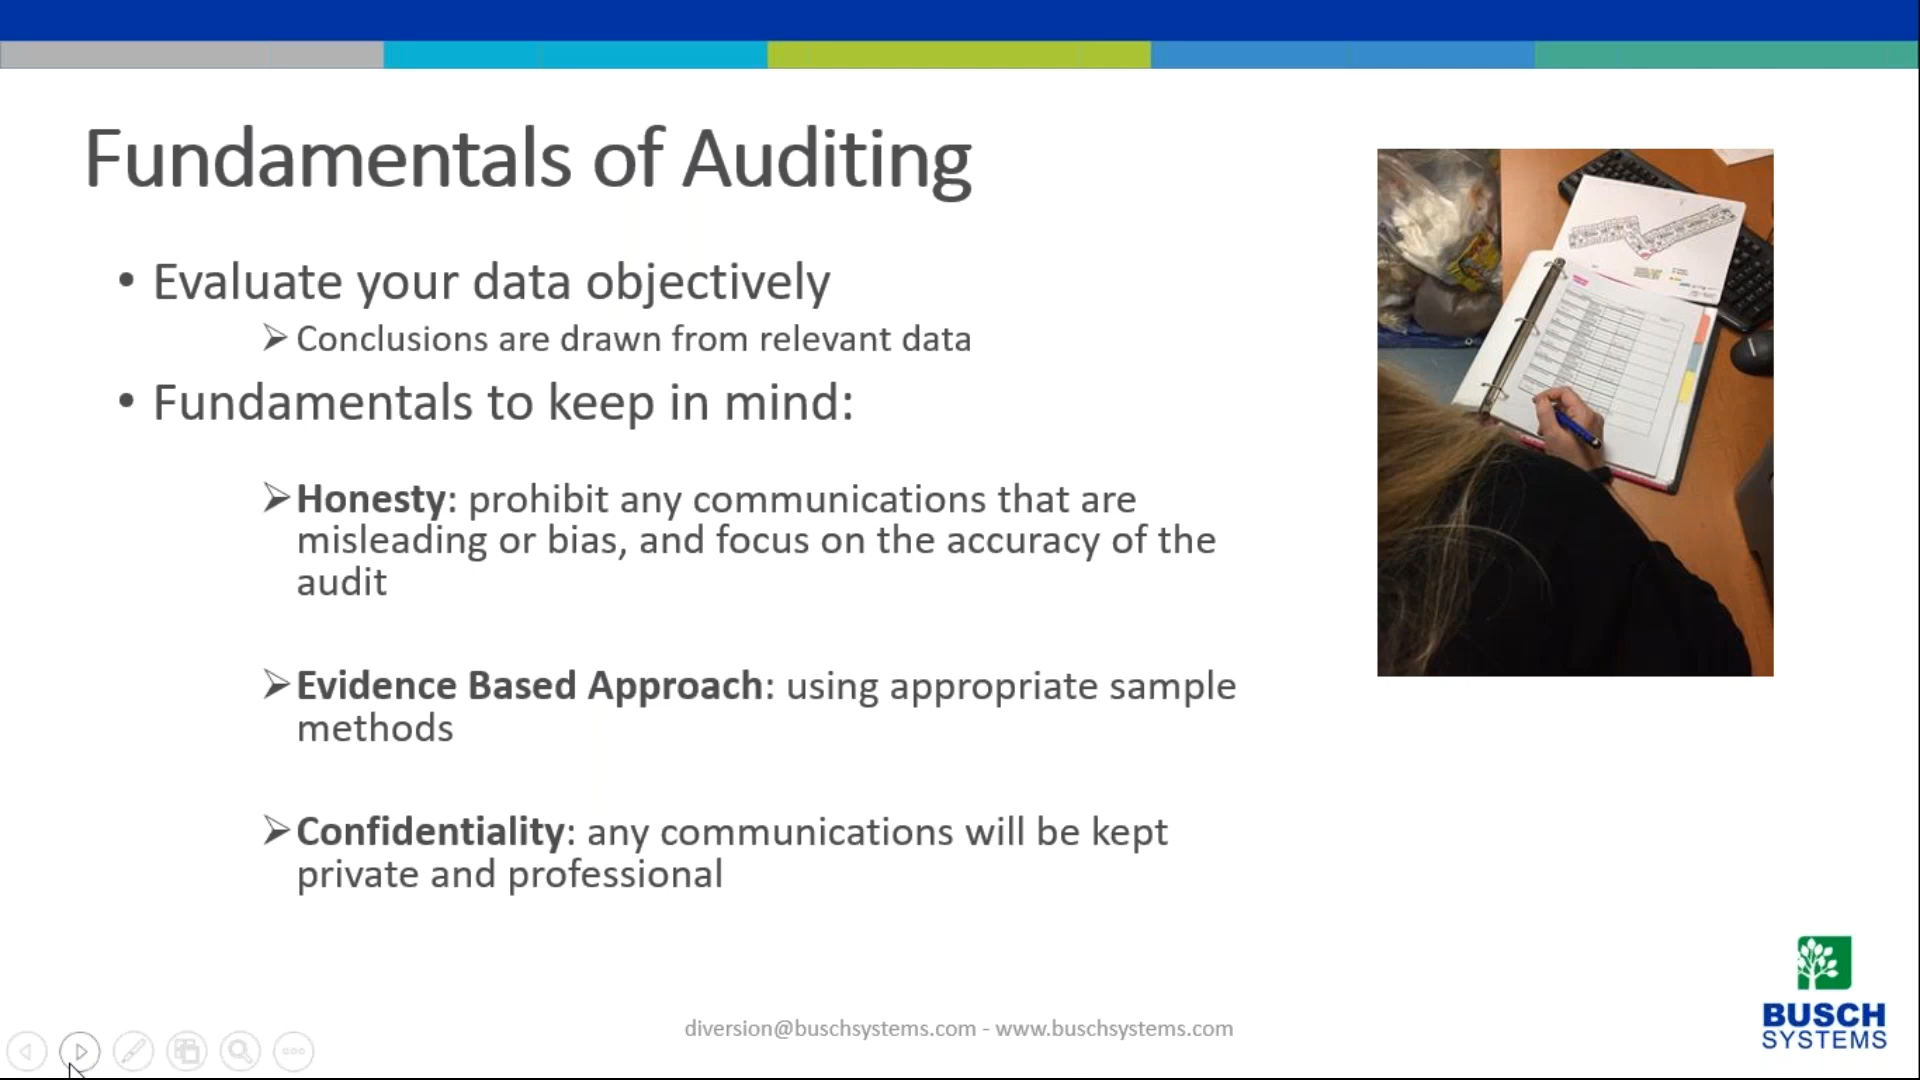 Fundamentals of Auditing
• Evaluate your data objectively
➢ Conclusions are drawn from relevant data
• Fundamentals to keep in mind:
➢ Honesty: prohibit any communications that are
misleading or bias, and focus on the accuracy of the
audit
➢ Evidence Based Approach: using appropriate sample
methods
➢ Confidentiality: any communications will be kept
private and professional
diversion@buschsystems.com - www.buschsystems.com
BUSCH
SYSTEMS